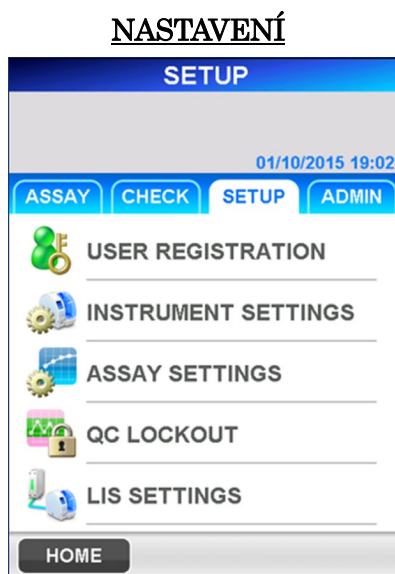 NASTAVENÍ
SETUP
01/10/2015 19:02
ASSAY CHECK SETUP ADMIN
USER REGISTRATION
INSTRUMENT SETTINGS
ASSAY SETTINGS
QC LOCKOUT
LIS SETTINGS
HOME